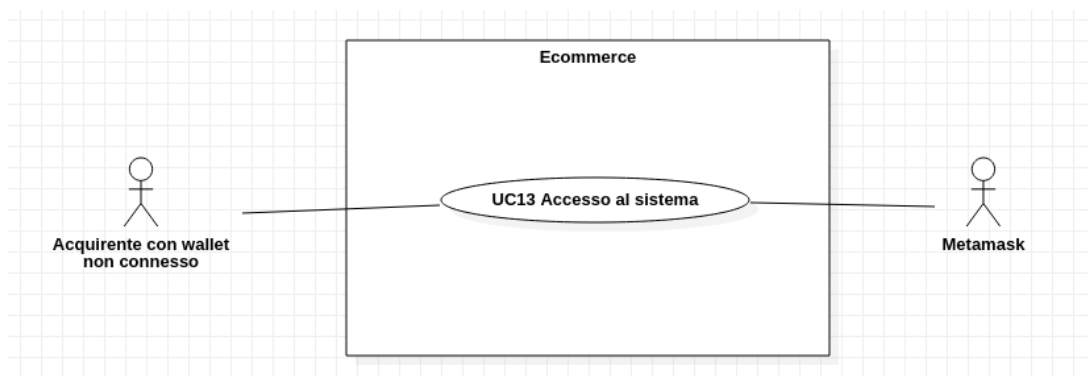 Ecommerce
UC13 Accesso al sistema
Acquirente con wallet
non connesso
Metamask